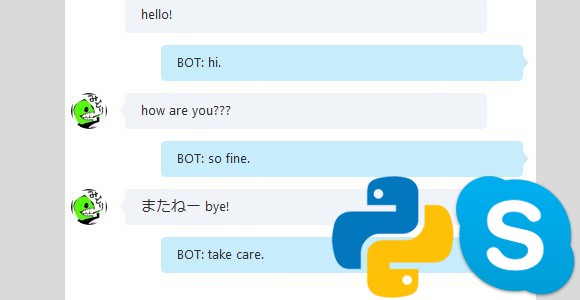 hello!
BOT: hi.
how are you???
BOT: so fine.
またねー bye!
BOT: take care.
S